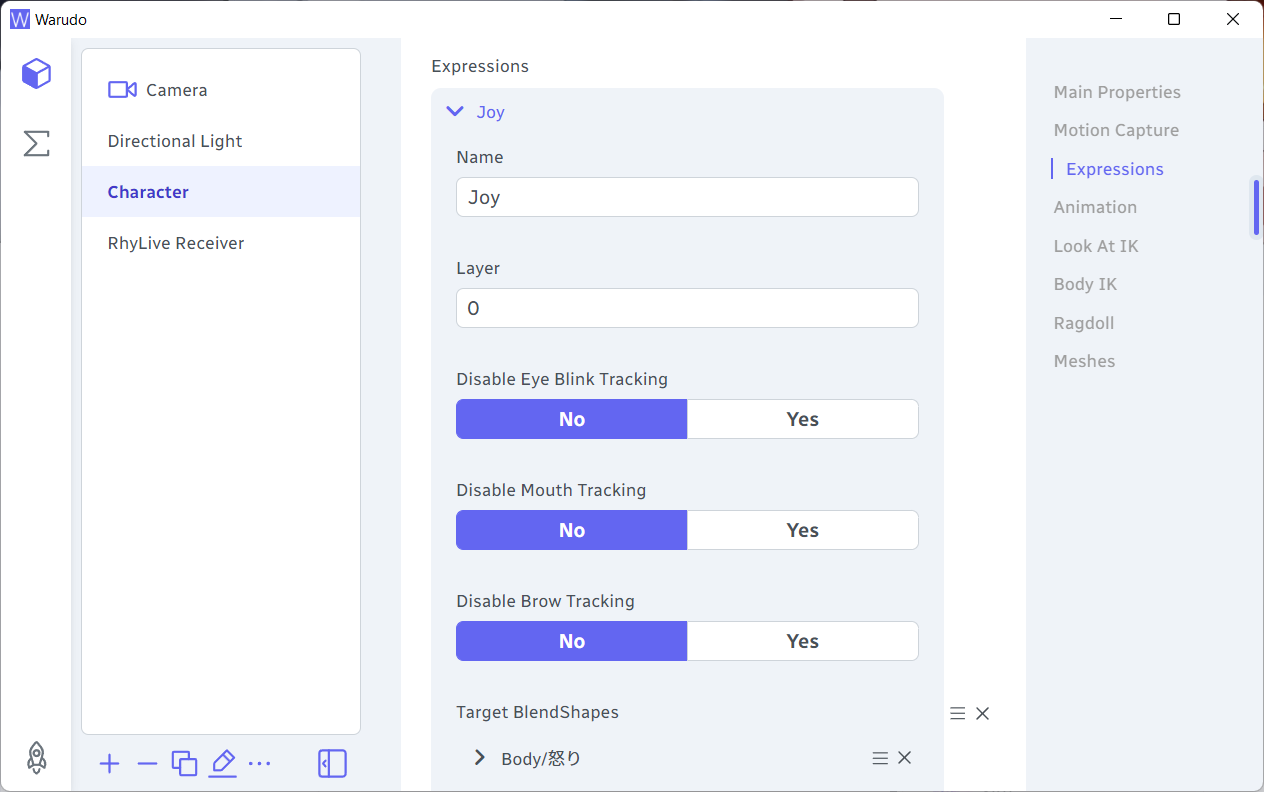 Warudo
Camera
Directional Light
Character
RhyLive Receiver
Expressions
Joy
Name
Joy
Layer
0
Disable Eye Blink Tracking
No Yes
Disable Mouth Tracking
No Yes
Disable Brow Tracking
No Yes
Target BlendShapes
Body/怒り
Main Properties
Motion Capture
Expressions
Animation
Look At IK
Body IK
Ragdoll
Meshes